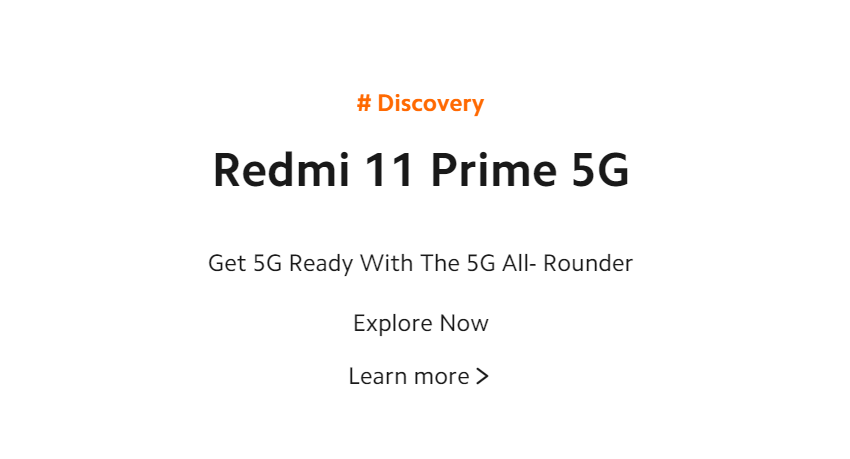 # Discovery
Redmi 11 Prime 5G
Get 5G Ready With The 5G All- Rounder
Explore Now
Learn more >